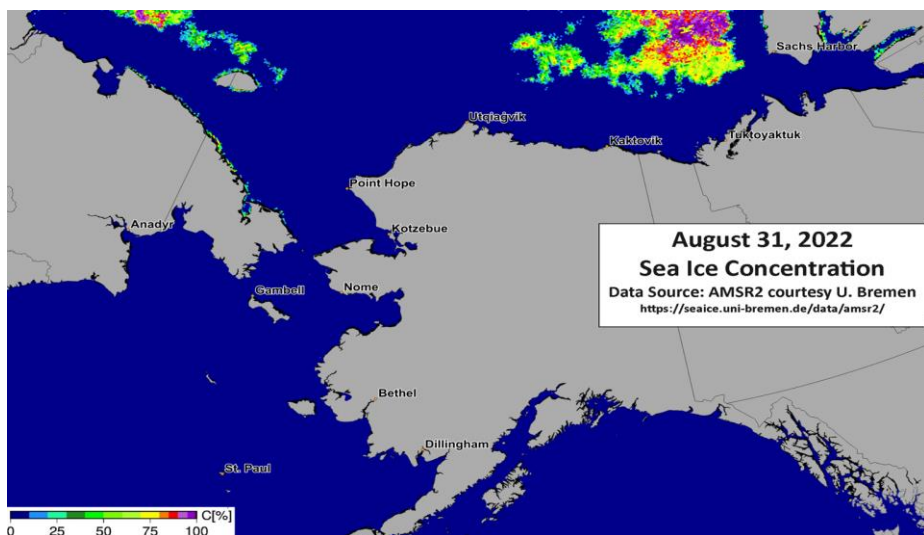 Sachs Harbor
Utqiaġvik
Kaktovik
Tuktoyaktuk
Point Hope
Kotzebue
Anadyr
Gambell
Nome
August 31, 2022
Sea Ice Concentration
Data Source: AMSR2 courtesy U. Bremen
https://seaice.uni-bremen.de/data/amsr2/
Bethel
Dillingham
St. Paul
C[%]
0 25 50 75 100